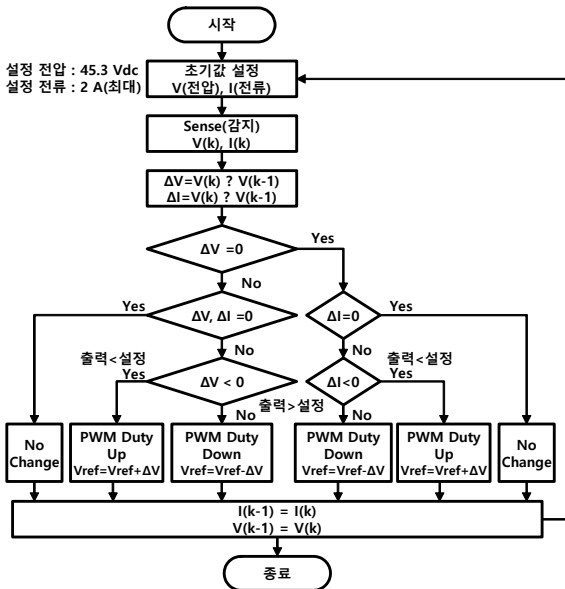 시작
설정 전압 : 45.3 Vdc
설정 전류 : 2 A(최대)
초기값 설정
V(전압), I(전류)
Sense(감지)
V(k), I(k)
ΔV=V(k) ? V(k-1)
ΔI=V(k) ? V(k-1)
ΔV =0
Yes
No
Yes
ΔV, ΔI =0
ΔI=0
No
No
출력<설정
출력<설정
Yes
ΔV < 0
ΔI<0
Yes
출력>설정
No
No
No
Change
PWM Duty
Up
Vref=Vref+ΔV
PWM Duty
Down
Vref=Vref-ΔV
PWM Duty
Down
Vref=Vref-ΔV
PWM Duty
Up
Vref=Vref+ΔV
No
Change
I(k-1) = I(k)
V(k-1) = V(k)
종료